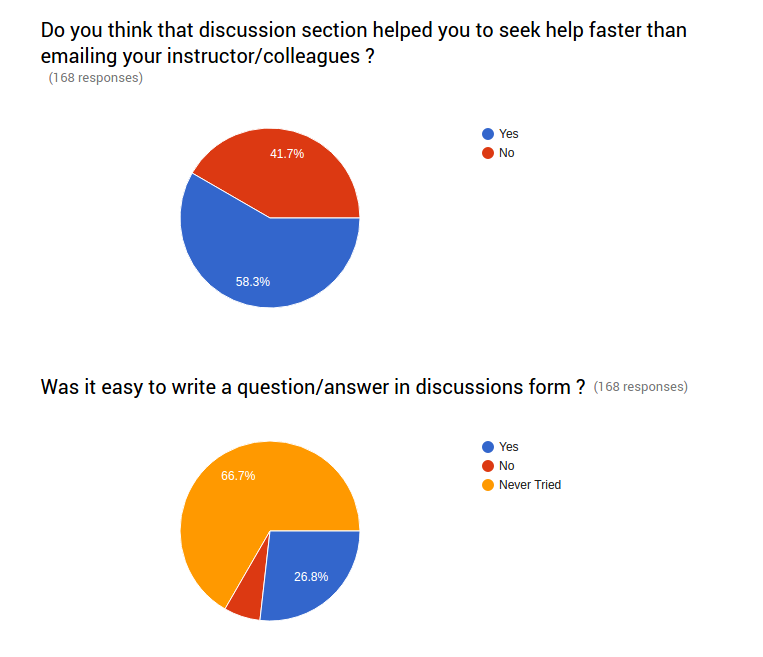 Do you think that discussion section helped you to seek help faster than
emailing your instructor/colleagues ?
(168 responses)
Yes
No
41.7%
58.3%
Was it easy to write a question/answer in discussions form ? (168 responses)
Yes
No
Never Tried
66.7%
26.8%